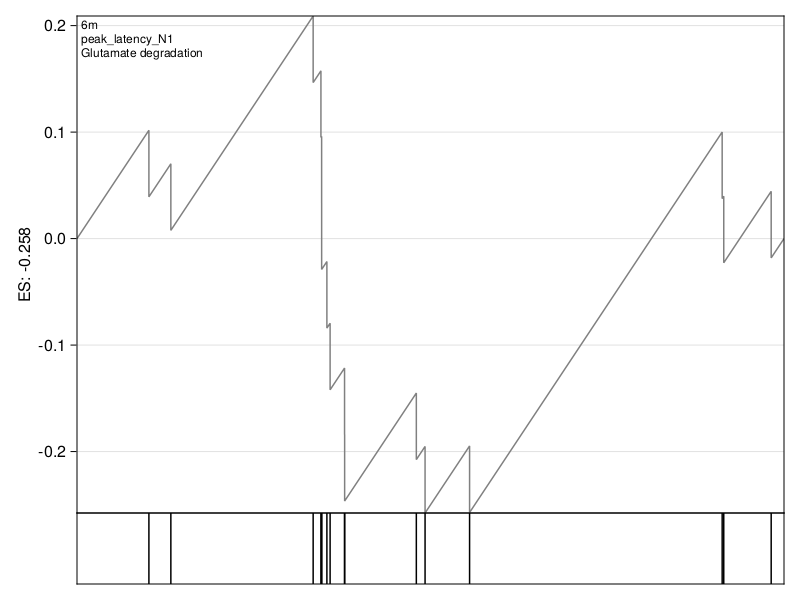 0.2
6m
peak_latency_N1
Glutamate degradation
0.1
0.0
ES: -0.258
-0.1
-0.2